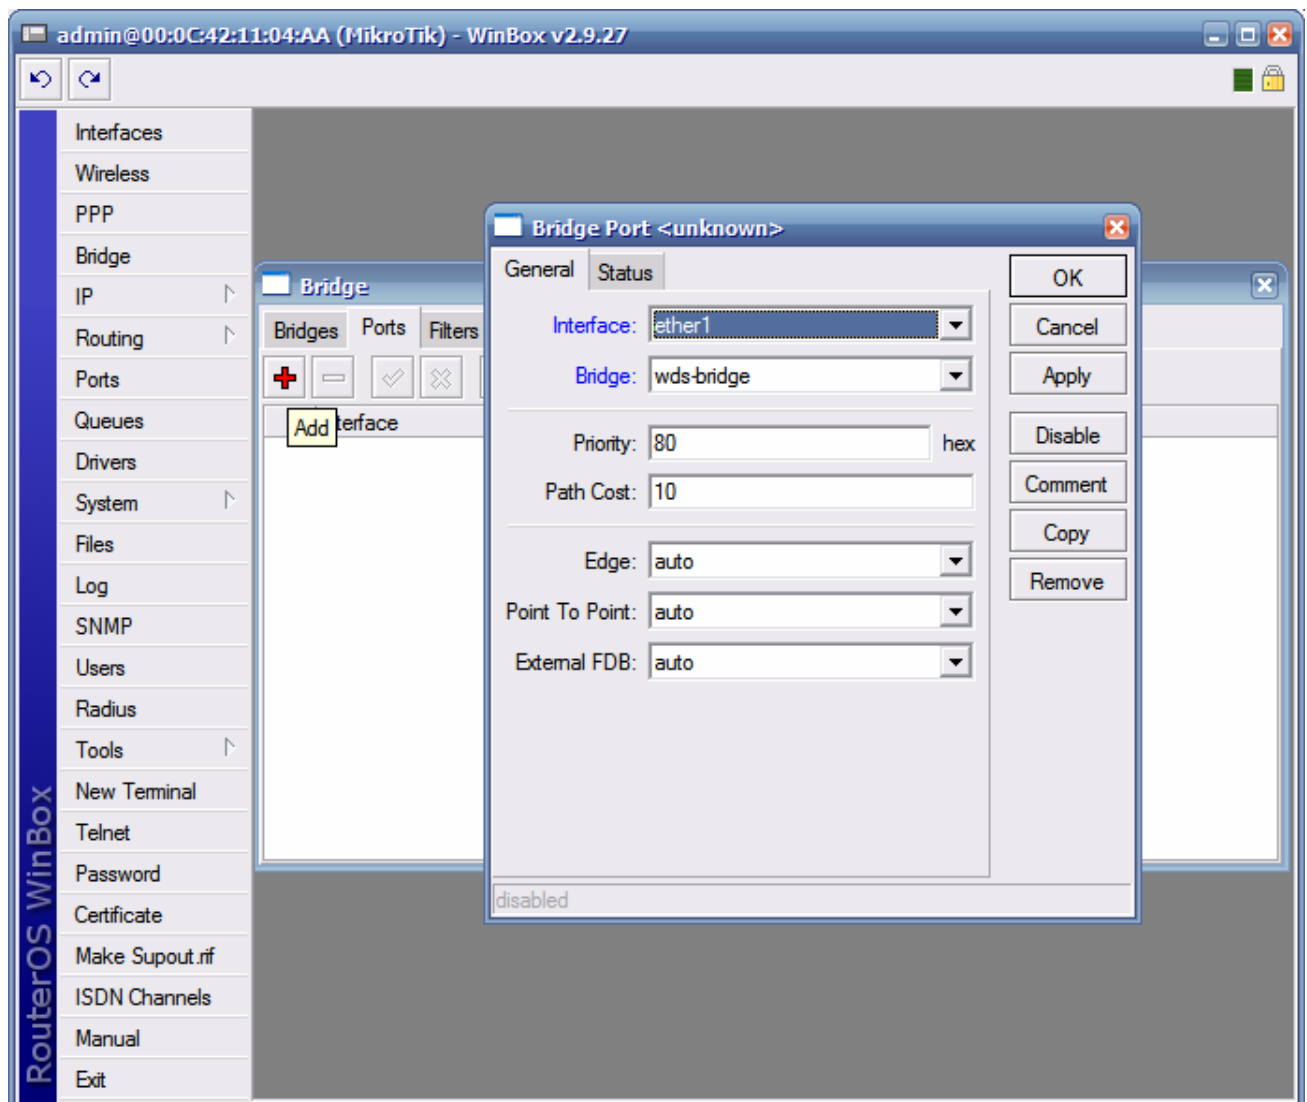 admin@00:0C:42:11:04:AA (MikroTik) - WinBox v2.9.27
Interfaces
Wireless
PPP
Bridge
IP
Routing
Ports
Queues
Drivers
System
Files
Log
SNMP
Users
Radius
Tools
New Terminal
Telnet
Password
Certificate
Make Supout.rif
ISDN Channels
Manual
Exit
RouterOS WinBox
Bridge
Bridges Ports Filters
Add
terface
Bridge Port <unknown>
General Status
Interface: ether1
Bridge: wds-bridge
Priority: 80 hex
Path Cost: 10
Edge: auto
Point To Point: auto
External FDB: auto
OK
Cancel
Apply
Disable
Comment
Copy
Remove
disabled